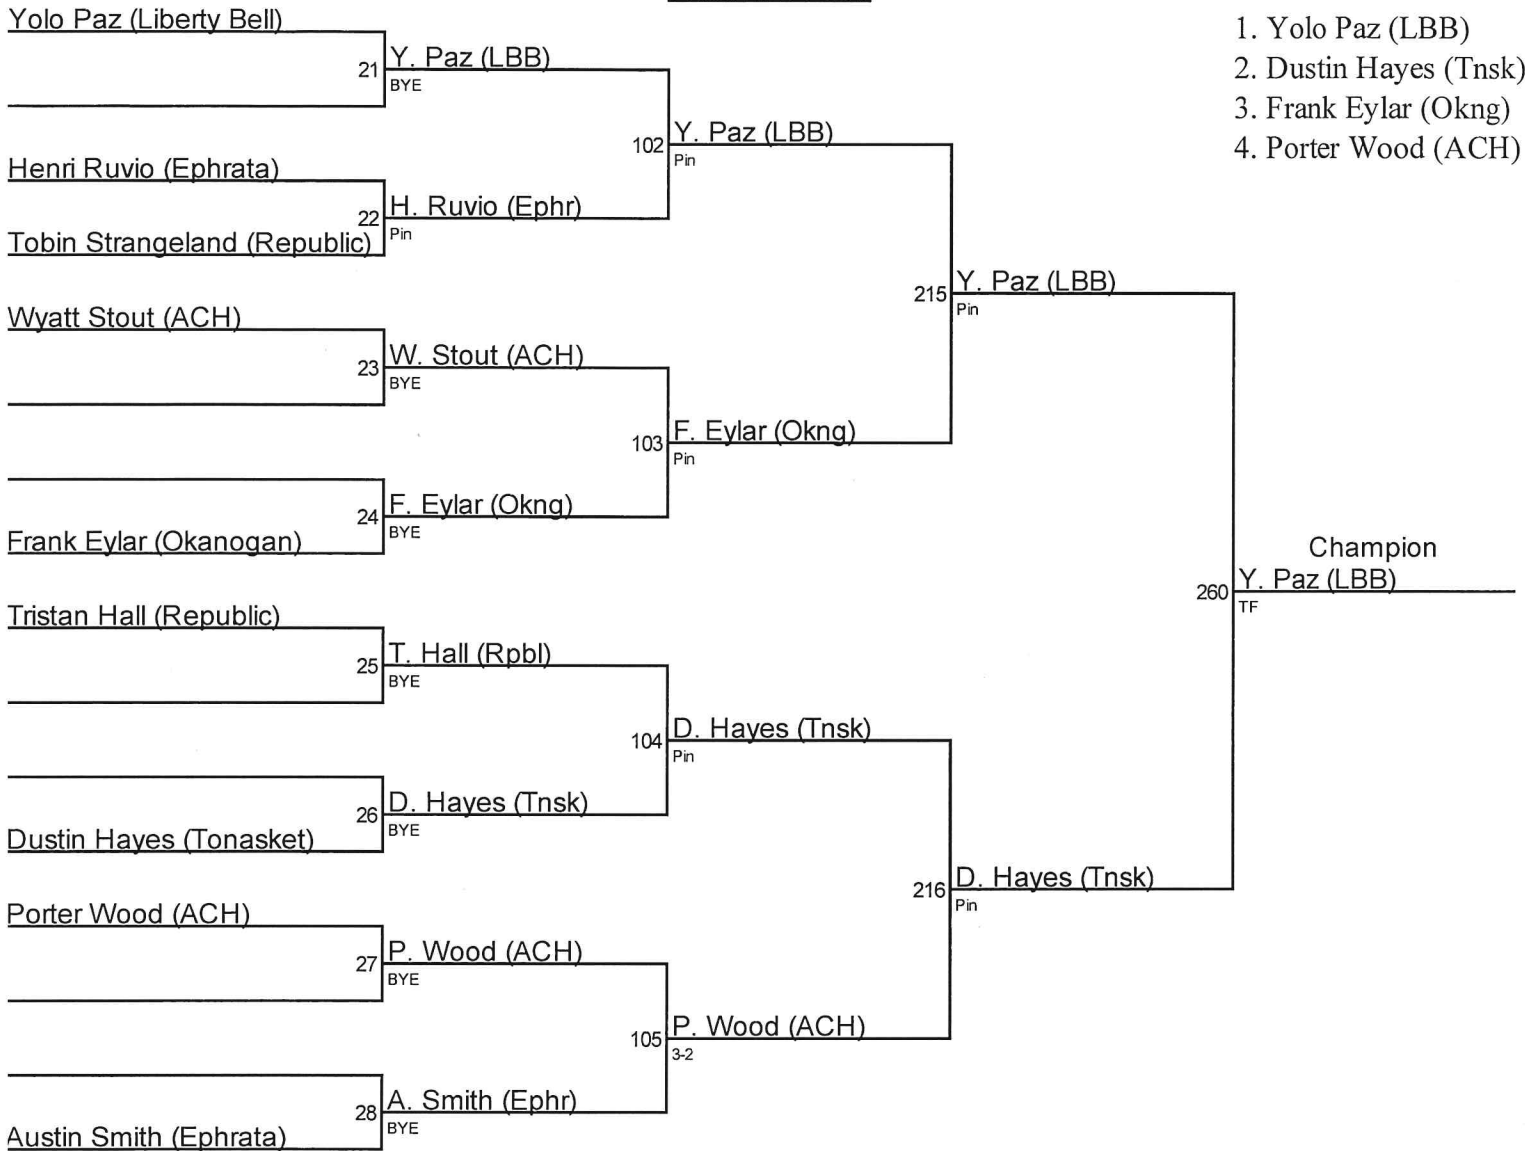 Yolo Paz (Liberty Bell)
21
Y. Paz (LBB)
BYE
102
Y. Paz (LBB)
Pin
Henri Ruvio (Ephrata)
22
H. Ruvio (Ephr)
Pin
Tobin Strangeland (Republic)
215
Y. Paz (LBB)
Pin
Wyatt Stout (ACH)
23
W. Stout (ACH)
BYE
103
F. Eylar (Okng)
Pin
24
F. Eylar (Okng)
BYE
Frank Eylar (Okanogan)
Champion
260
Y. Paz (LBB)
TF
Tristan Hall (Republic)
25
T. Hall (Rpbl)
BYE
104
D. Hayes (Tnsk)
Pin
26
D. Hayes (Tnsk)
BYE
Dustin Hayes (Tonasket)
216
D. Hayes (Tnsk)
Pin
Porter Wood (ACH)
27
P. Wood (ACH)
BYE
105
P. Wood (ACH)
3-2
28
A. Smith (Ephr)
BYE
Austin Smith (Ephrata)
1. Yolo Paz (LBB)
2. Dustin Hayes (Tnsk)
3. Frank Eylar (Okng)
4. Porter Wood (ACH)